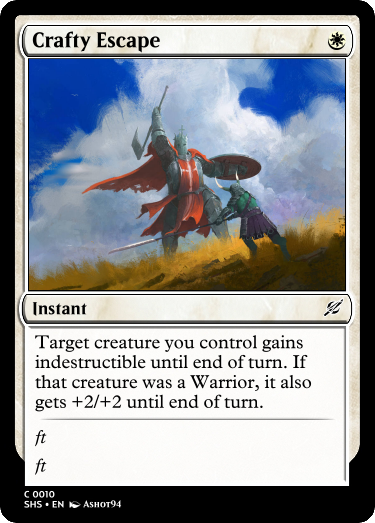 Crafty Escape
Instant
Target creature you control gains
indestructible until end of turn. If
that creature was a Warrior, it also
gets +2/+2 until end of turn.
ft
ft
C 0010
SHS • EN Ashot94